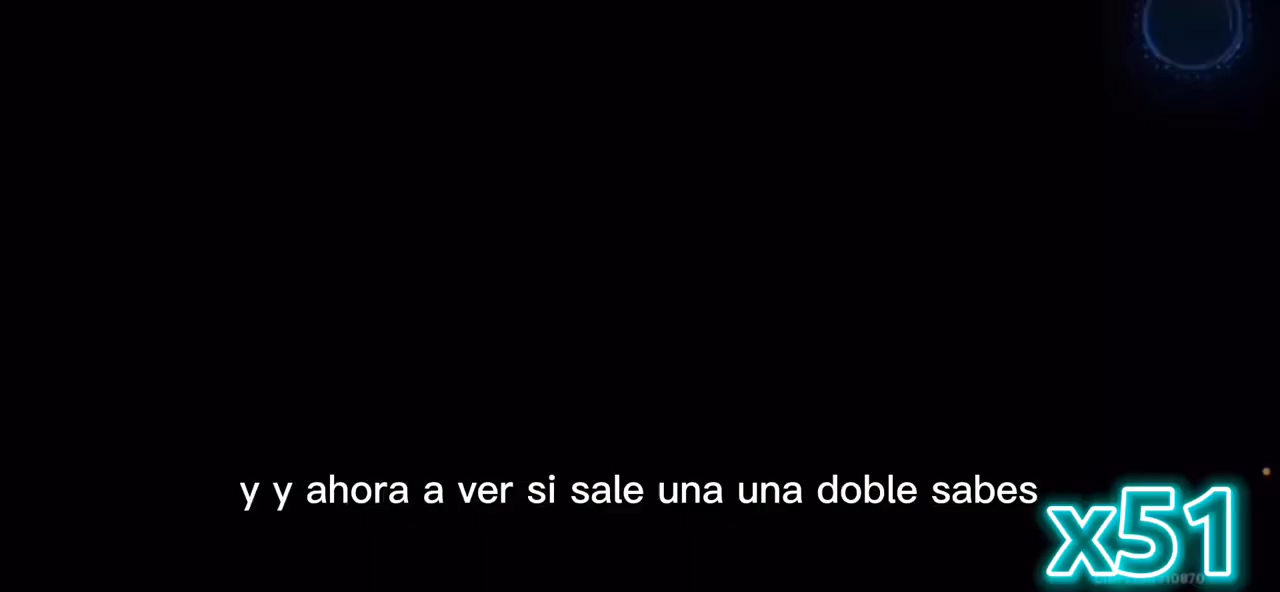 y y ahora a ver si sale una una doble sabes
x51